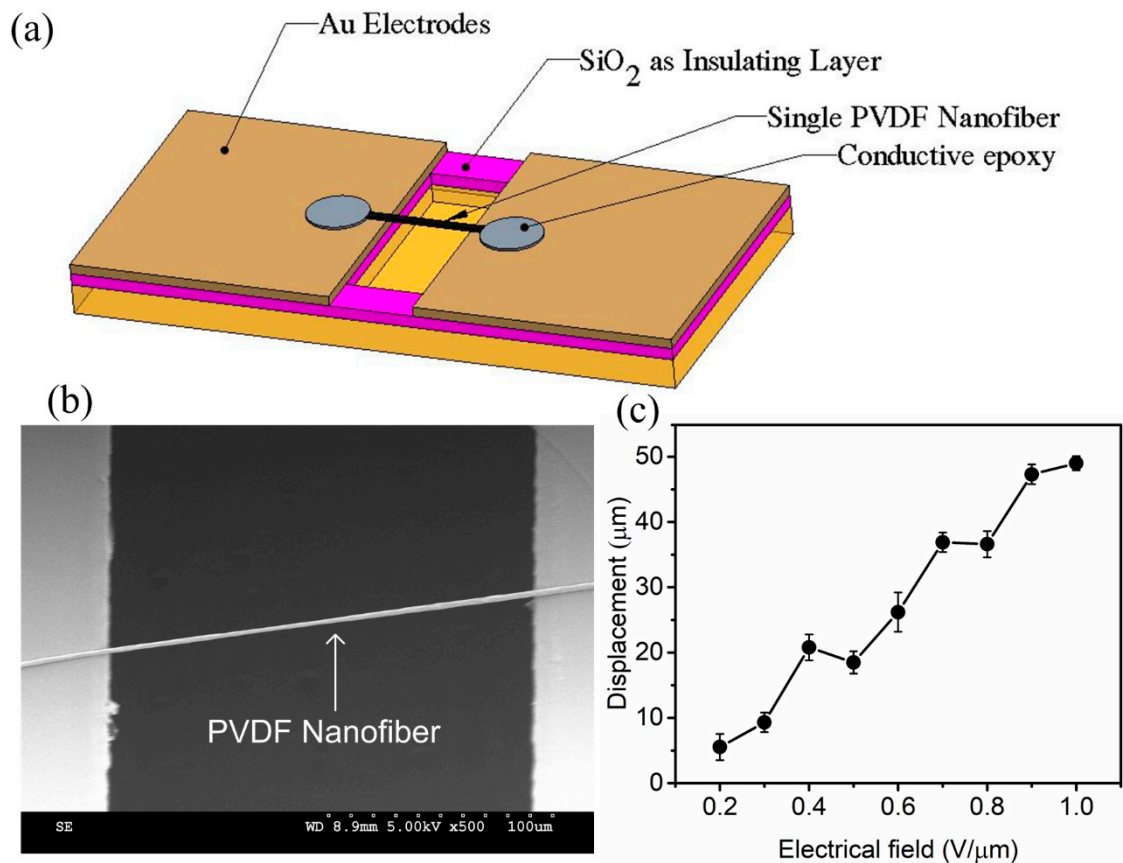 (a)
Au Electrodes
SiO2 as Insulating Layer
Single PVDF Nanofiber
Conductive epoxy
(b)
PVDF Nanofiber
SE
WD 8.9mm 5.00kV x500 100um
(c)
Displacement (μm)
50
40
30
20
10
0
0.2 0.4 0.6 0.8 1.0
Electrical field (V/μm)